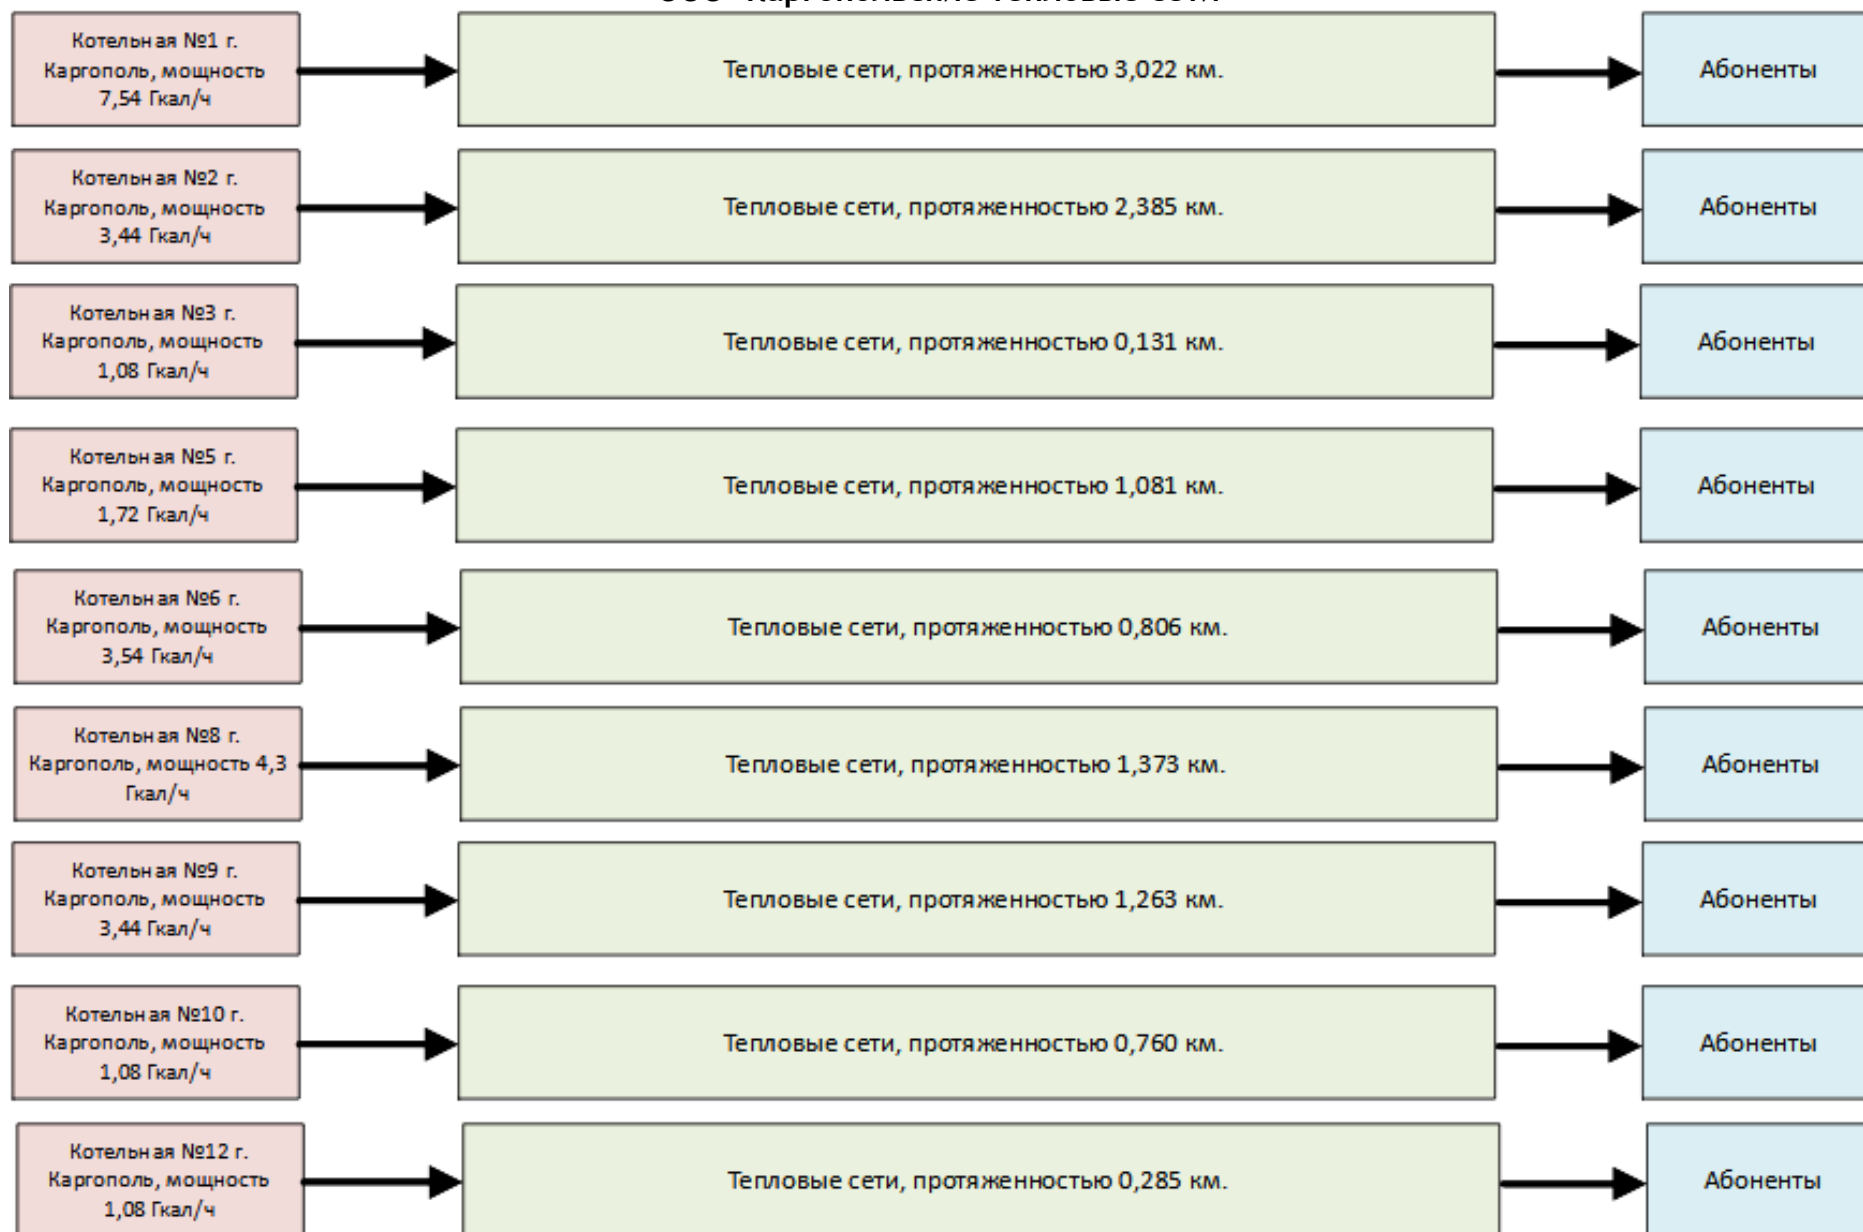 Котельная №1 г.
Каргополь, мощность
7,54 Гкал/ч
Тепловые сети, протяженностью 3,022 км.
Абоненты
Котельная №2 г.
Каргополь, мощность
3,44 Гкал/ч
Тепловые сети, протяженностью 2,385 км.
Абоненты
Котельная №3 г.
Каргополь, мощность
1,08 Гкал/ч
Тепловые сети, протяженностью 0,131 км.
Абоненты
Котельная №5 г.
Каргополь, мощность
1,72 Гкал/ч
Тепловые сети, протяженностью 1,081 км.
Абоненты
Котельная №6 г.
Каргополь, мощность
3,54 Гкал/ч
Тепловые сети, протяженностью 0,806 км.
Абоненты
Котельная №8 г.
Каргополь, мощность 4,3
Гкал/ч
Тепловые сети, протяженностью 1,373 км.
Абоненты
Котельная №9 г.
Каргополь, мощность
3,44 Гкал/ч
Тепловые сети, протяженностью 1,263 км.
Абоненты
Котельная №10 г.
Каргополь, мощность
1,08 Гкал/ч
Тепловые сети, протяженностью 0,760 км.
Абоненты
Котельная №12 г.
Каргополь, мощность
1,08 Гкал/ч
Тепловые сети, протяженностью 0,285 км.
Абоненты